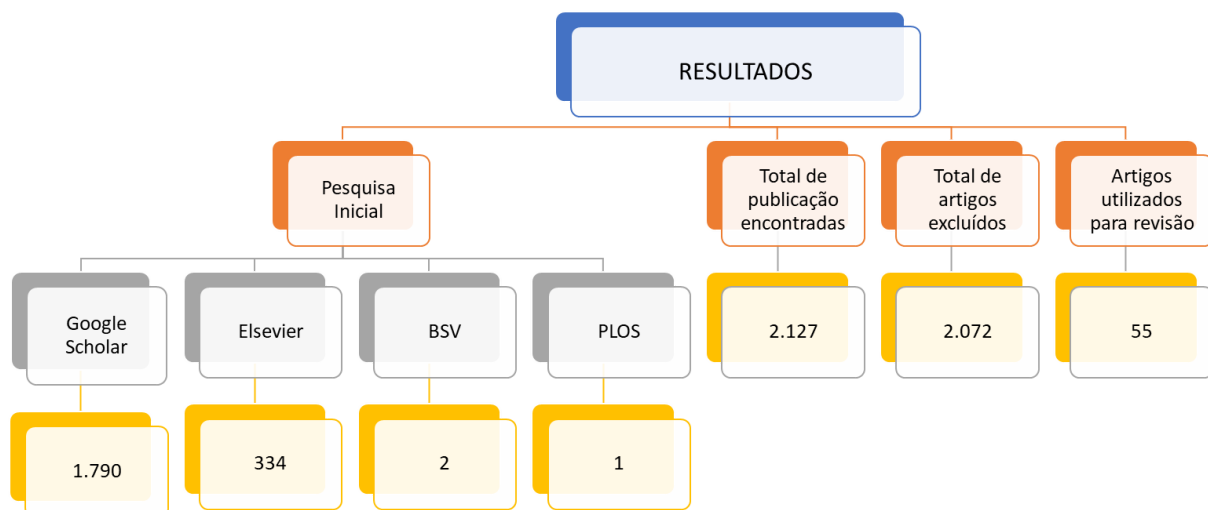 RESULTADOS
Pesquisa
Inicial
Total de
publicação
encontradas
Total de
artigos
excluídos
Artigos
utilizados
para revisão
Google
Scholar
Elsevier
BSV
PLOS
2.127
2.072
55
1.790
334
2
1